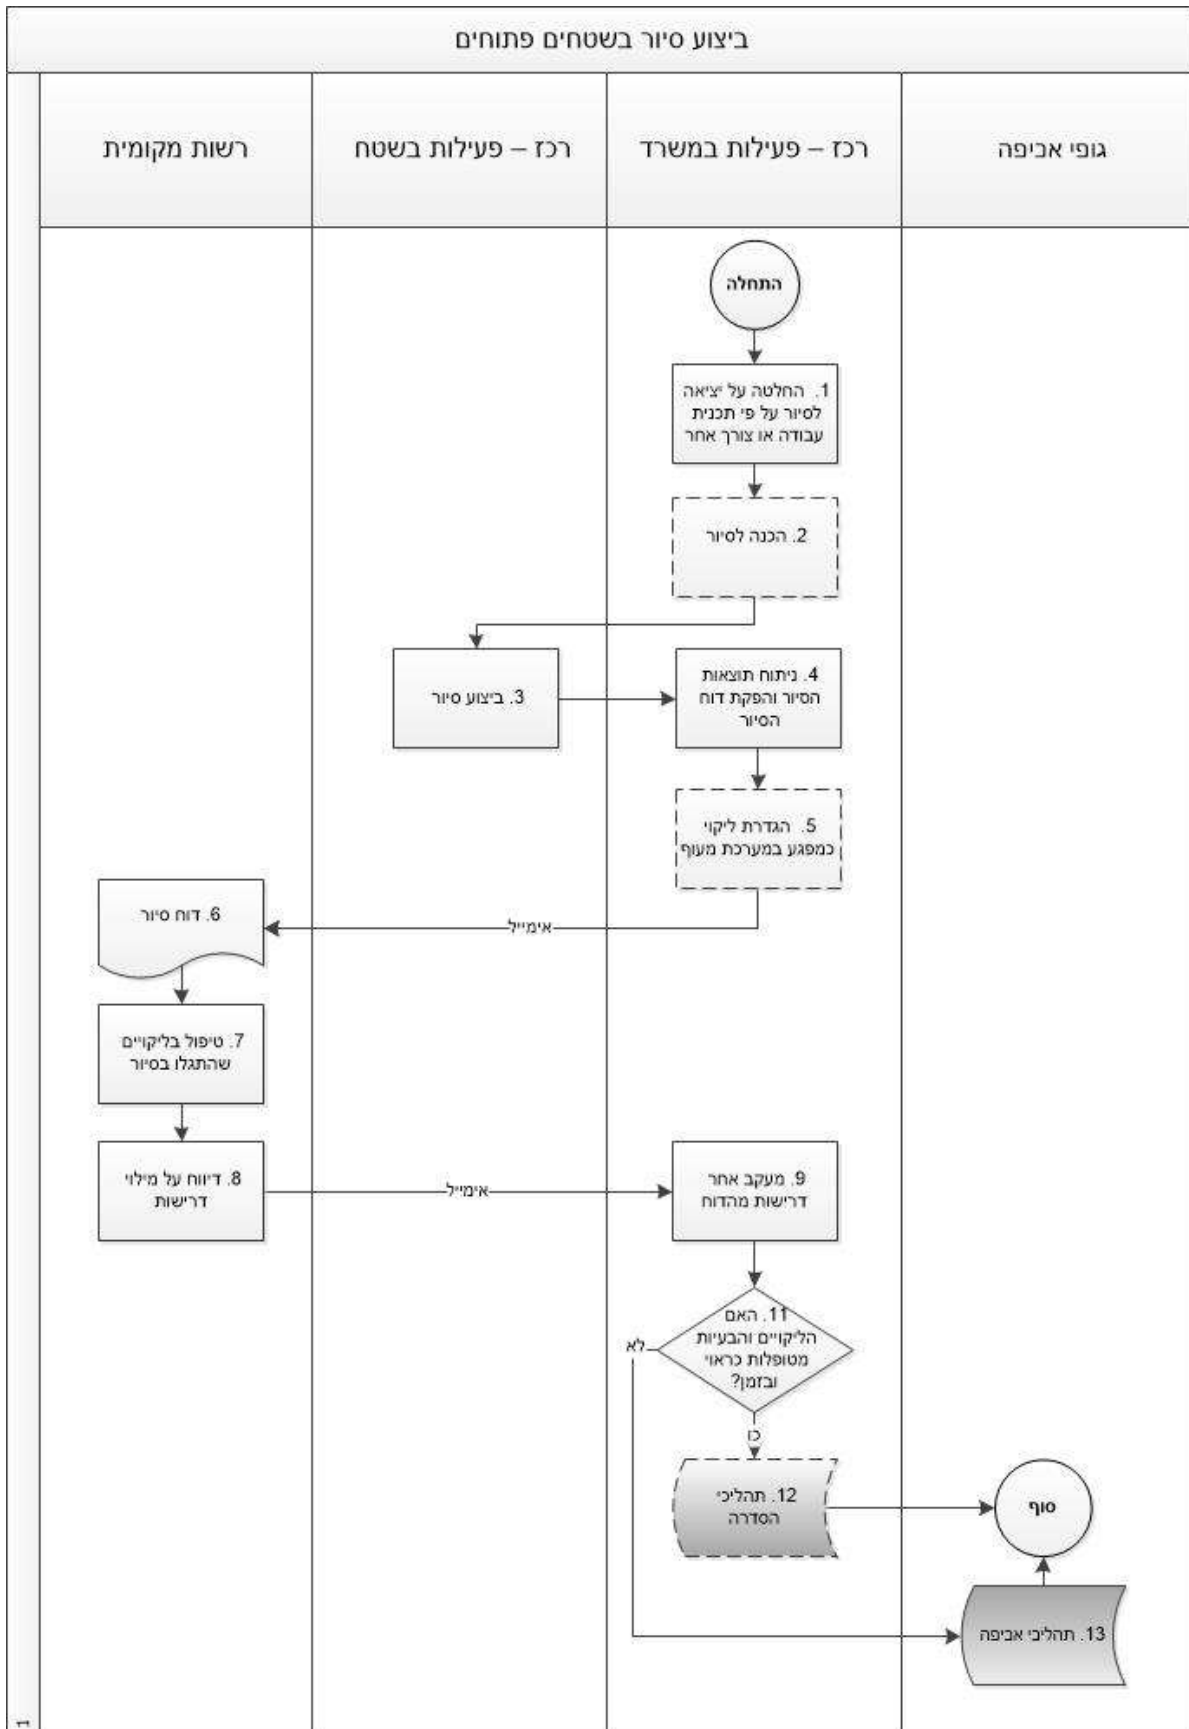 ביצוע סיור בשטחים פתוחים
גופי אכיפה
רכז – פעילות במשרד
רכז – פעילות בשטח
רשות מקומית
התחלה
1. החלטה על יציאה
לסיור על פי תכנית
עבודה או צורך אחר
2. הכנה לסיור
3. ביצוע סיור
4. ניתוח תוצאות
הסיור והפקת דוח
הסיור
5. הגדרת ליקוי
כמפגע במערכת מעוף
אימייל
6. דוח סיור
7. טיפול בליקויים
שהתגלו בסיור
8. דיווח על מילוי
דרישות
אימייל
9. מעקב אחר
דרישות מהדוח
11. האם
הליקויים והבעיות
מטופלות כראוי
ובזמן?
לא
כן
12. תהליכי
הסדרה
סוף
13. תהליכי אכיפה
1